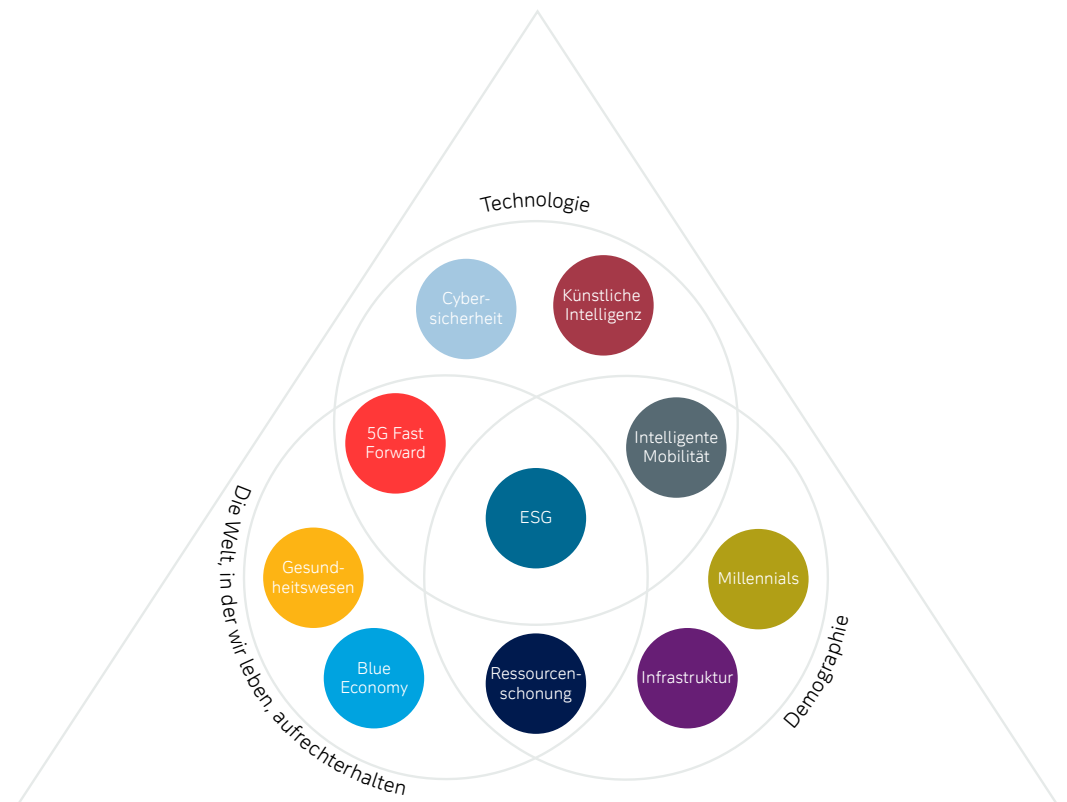 Technologie
Cyber-
sicherheit
Künstliche
Intelligenz
5G Fast
Forward
Intelligente
Mobilität
ESG
Die Welt, in der wir leben, aufrechterhalten
Gesund-
heitswesen
Millennials
Blue
Economy
Ressourcen-
schonung
Infrastruktur
Demographie